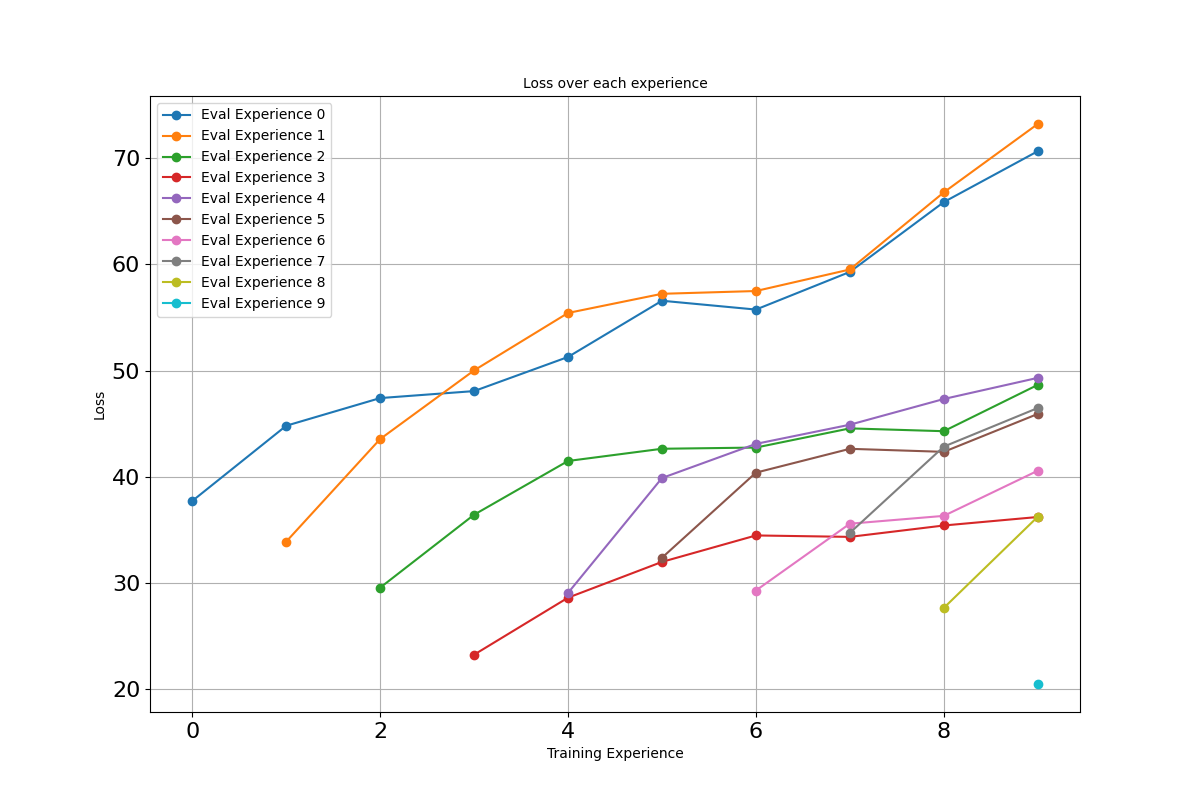 Loss over each experience
Eval Experience 0
Eval Experience 1
Eval Experience 2
Eval Experience 3
Eval Experience 4
Eval Experience 5
Eval Experience 6
Eval Experience 7
Eval Experience 8
Eval Experience 9
70
60
50
40
30
20
Loss
0 2 4 6 8
Training Experience